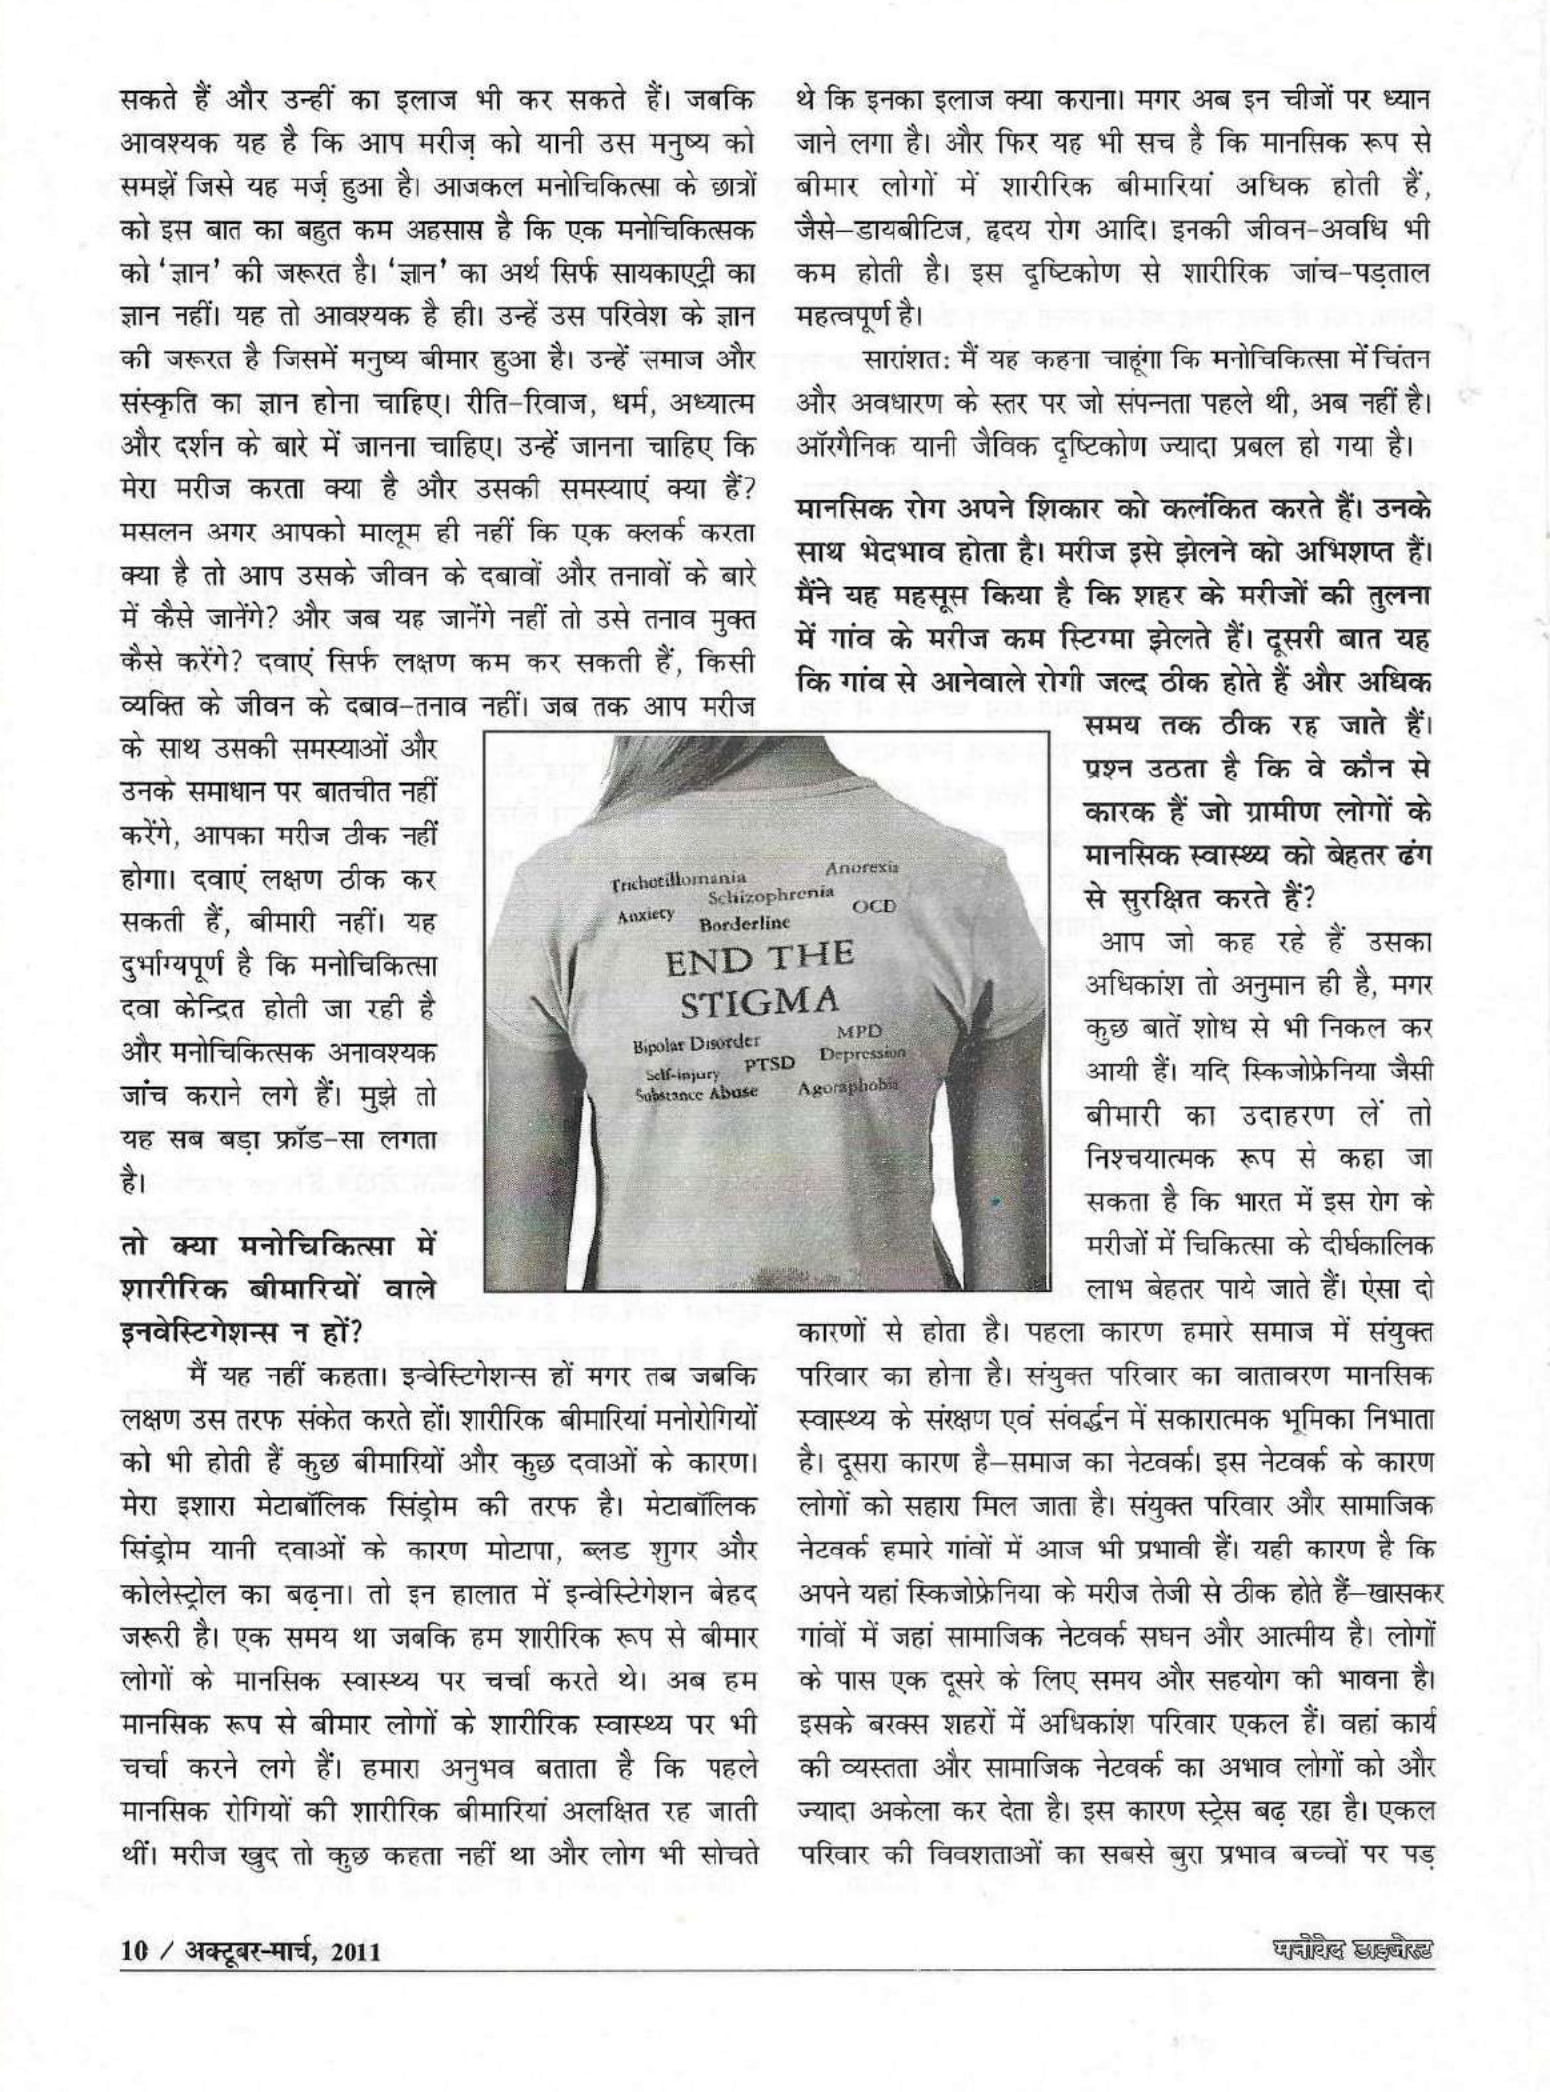 सकते हैं और उन्हीं का इलाज भी कर सकते हैं। जबकि
आवश्यक यह है कि आप मरीज़ को यानी उस मनुष्य को
समझें जिसे यह मर्ज़ हुआ है। आजकल मनोचिकित्सा के छात्रों
को इस बात का बहुत कम अहसास है कि एक मनोचिकित्सक
को ‘ज्ञान’ की जरूरत है। ‘ज्ञान’ का अर्थ सिर्फ सायकाएट्री का
ज्ञान नहीं। यह तो आवश्यक है ही। उन्हें उस परिवेश के ज्ञान
की जरूरत है जिसमें मनुष्य बीमार हुआ है। उन्हें समाज और
संस्कृति का ज्ञान होना चाहिए। रीति-रिवाज, धर्म, अध्यात्म
और दर्शन के बारे में जानना चाहिए। उन्हें जानना चाहिए कि
मेरा मरीज करता क्या है और उसकी समस्याएं क्या हैं?
मसलन अगर आपको मालूम ही नहीं कि एक क्लर्क करता
क्या है तो आप उसके जीवन के दबावों और तनावों के बारे
में कैसे जानेंगे? और जब यह जानेंगे नहीं तो उसे तनाव मुक्त
कैसे करेंगे? दवाएं सिर्फ लक्षण कम कर सकती हैं, किसी
व्यक्ति के जीवन के दबाव-तनाव नहीं। जब तक आप मरीज
के साथ उसकी समस्याओं और
उनके समाधान पर बातचीत नहीं
करेंगे, आपका मरीज ठीक नहीं
होगा। दवाएं लक्षण ठीक कर
सकती हैं, बीमारी नहीं। यह
दुर्भाग्यपूर्ण है कि मनोचिकित्सा
दवा केन्द्रित होती जा रही है
और मनोचिकित्सक अनावश्यक
जांच कराने लगे हैं। मुझे तो
यह सब बड़ा फ्रॉड-सा लगता
है।
तो क्या मनोचिकित्सा में
शारीरिक बीमारियों वाले
इनवेस्टिगेशन्स न हों?
मैं यह नहीं कहता। इन्वेस्टिगेशन्स हों मगर तब जबकि
लक्षण उस तरफ संकेत करते हों। शारीरिक बीमारियां मनोरोगियों
को भी होती हैं कुछ बीमारियों और कुछ दवाओं के कारण।
मेरा इशारा मेटाबॉलिक सिंड्रोम की तरफ है। मेटाबॉलिक
सिंड्रोम यानी दवाओं के कारण मोटापा, ब्लड शुगर और
कोलेस्ट्रोल का बढ़ना। तो इन हालात में इन्वेस्टिगेशन बेहद
जरूरी है। एक समय था जबकि हम शारीरिक रूप से बीमार
लोगों के मानसिक स्वास्थ्य पर चर्चा करते थे। अब हम
मानसिक रूप से बीमार लोगों के शारीरिक स्वास्थ्य पर भी
चर्चा करने लगे हैं। हमारा अनुभव बताता है कि पहले
मानसिक रोगियों की शारीरिक बीमारियां अलक्षित रह जाती
थीं। मरीज खुद तो कुछ कहता नहीं था और लोग भी सोचते
थे कि इनका इलाज क्या कराना। मगर अब इन चीजों पर ध्यान
जाने लगा है। और फिर यह भी सच है कि मानसिक रूप से
बीमार लोगों में शारीरिक बीमारियां अधिक होती हैं,
जैसे–डायबीटिज, हृदय रोग आदि। इनकी जीवन-अवधि भी
कम होती है। इस दृष्टिकोण से शारीरिक जांच-पड़ताल
महत्वपूर्ण है।
सारांशत: मैं यह कहना चाहूंगा कि मनोचिकित्सा में चिंतन
और अवधारण के स्तर पर जो संपन्नता पहले थी, अब नहीं है।
ऑरगैनिक यानी जैविक दृष्टिकोण ज्यादा प्रबल हो गया है।
मानसिक रोग अपने शिकार को कलंकित करते हैं। उनके
साथ भेदभाव होता है। मरीज इसे झेलने को अभिशप्त हैं।
मैंने यह महसूस किया है कि शहर के मरीजों की तुलना
में गांव के मरीज कम स्टिग्मा झेलते हैं। दूसरी बात यह
कि गांव से आनेवाले रोगी जल्द ठीक होते हैं और अधिक
समय तक ठीक रह जाते हैं।
प्रश्न उठता है कि वे कौन से
कारक हैं जो ग्रामीण लोगों के
मानसिक स्वास्थ्य को बेहतर ढंग
से सुरक्षित करते हैं?
आप जो कह रहे हैं उसका
अधिकांश तो अनुमान ही है, मगर
कुछ बातें शोध से भी निकल कर
आयी हैं। यदि स्किजोफ्रेनिया जैसी
बीमारी का उदाहरण लें तो
निश्चयात्मक रूप से कहा जा
सकता है कि भारत में इस रोग के
मरीजों में चिकित्सा के दीर्घकालिक
लाभ बेहतर पाये जाते हैं। ऐसा दो
कारणों से होता है। पहला कारण हमारे समाज में संयुक्त
परिवार का होना है। संयुक्त परिवार का वातावरण मानसिक
स्वास्थ्य के संरक्षण एवं संवर्द्धन में सकारात्मक भूमिका निभाता
है। दूसरा कारण है–समाज का नेटवर्क। इस नेटवर्क के कारण
लोगों को सहारा मिल जाता है। संयुक्त परिवार और सामाजिक
नेटवर्क हमारे गांवों में आज भी प्रभावी हैं। यही कारण है कि
अपने यहां स्किजोफ्रेनिया के मरीज तेजी से ठीक होते हैं–खासकर
गांवों में जहां सामाजिक नेटवर्क सघन और आत्मीय है। लोगों
के पास एक दूसरे के लिए समय और सहयोग की भावना है।
इसके बरक्स शहरों में अधिकांश परिवार एकल हैं। वहां कार्य
की व्यस्तता और सामाजिक नेटवर्क का अभाव लोगों को और
ज्यादा अकेला कर देता है। इस कारण स्ट्रेस बढ़ रहा है। एकल
परिवार की विवशताओं का सबसे बुरा प्रभाव बच्चों पर पड़
Trichotillomania Anorexia
Schizophrenia
Anxiety Borderline OCD
END THE
STIGMA
Bipolar Disorder MPD
Self-injury PTSD Depression
Substance Abuse Agoraphobia
10 / अक्टूबर-मार्च, 2011
मनोवेद डाइजेस्ट